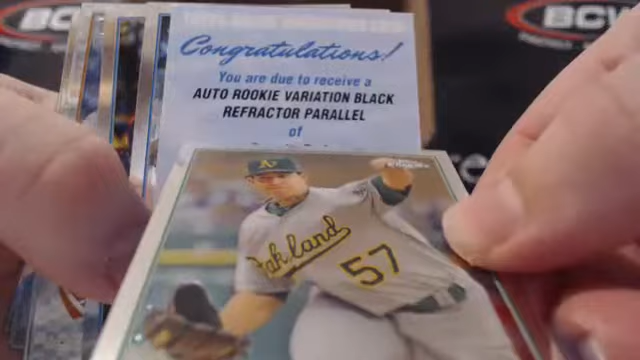 BCW
BCW
Congratulations!
You are due to receive a
AUTO ROOKIE VARIATION BLACK
REFRACTOR PARALLEL
of
A's
Oakland
57